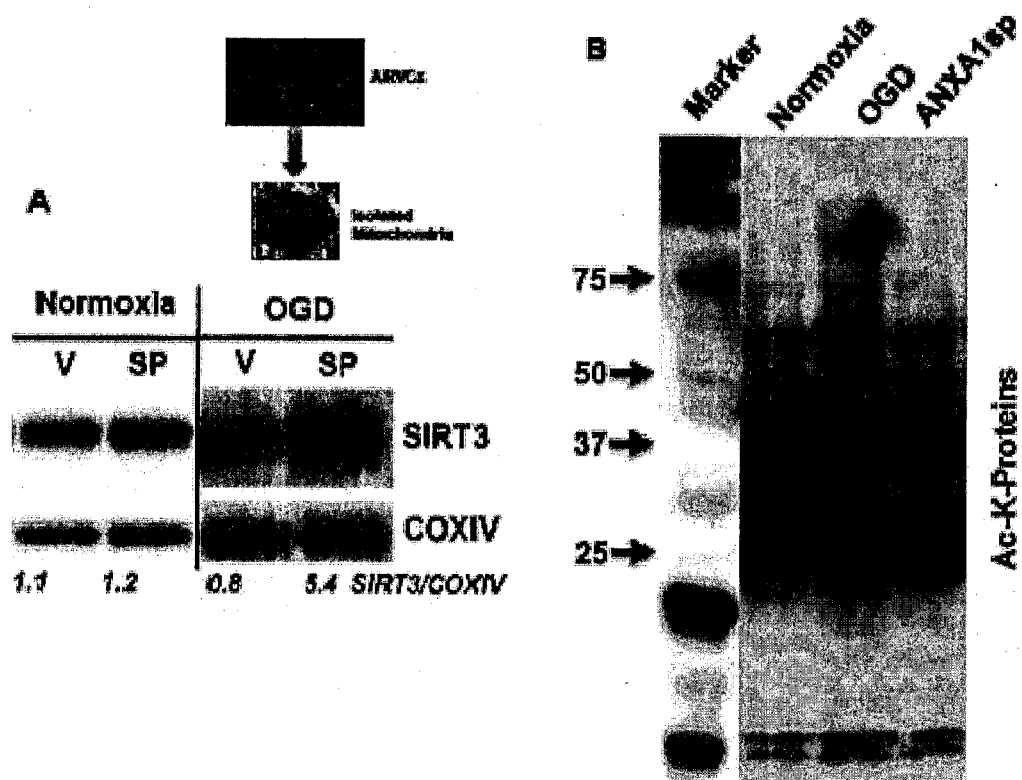 ARVCs
Isolated
Mitochondria
A
Normoxia OGD
V SP V SP
SIRT3
COXIV
1.1 1.2 0.8 5.4 SIRT3/COXIV
B
Marker Normoxia OGD ANXA1sp
75
50
37
25
Ac-K-Proteins